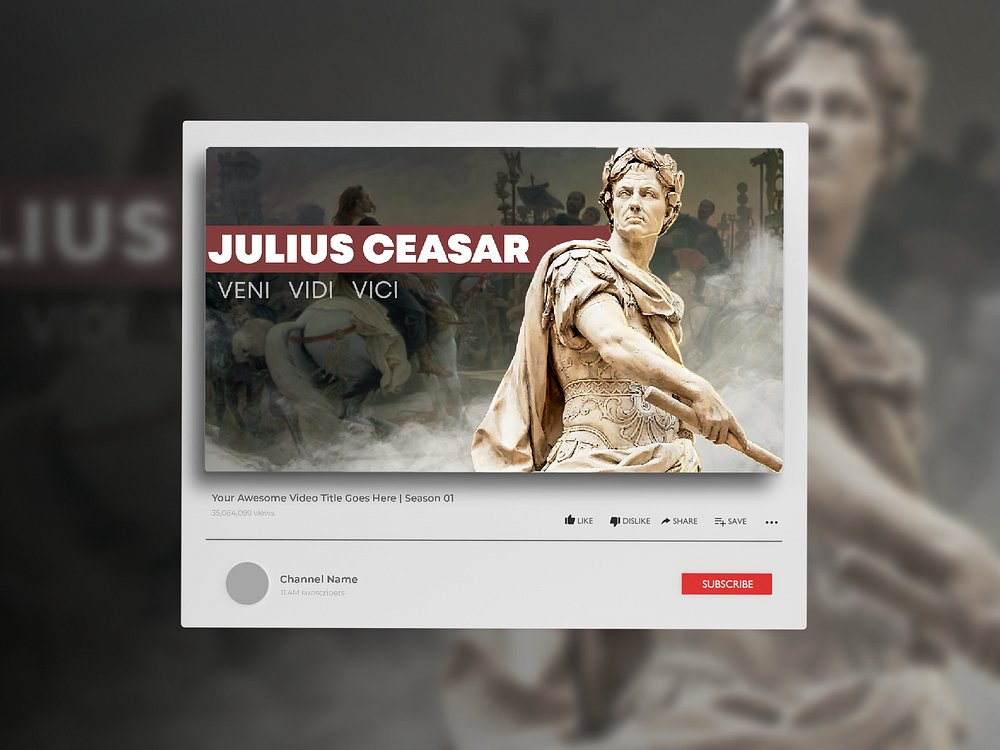 JULIUS CEASAR
VENI VIDI VICI
Your Awesome Video Title Goes Here | Season 01
35,064,099 views
LIKE DISLIKE SHARE SAVE
Channel Name
11.4M subscribers
SUBSCRIBE
LIUS
VIDI